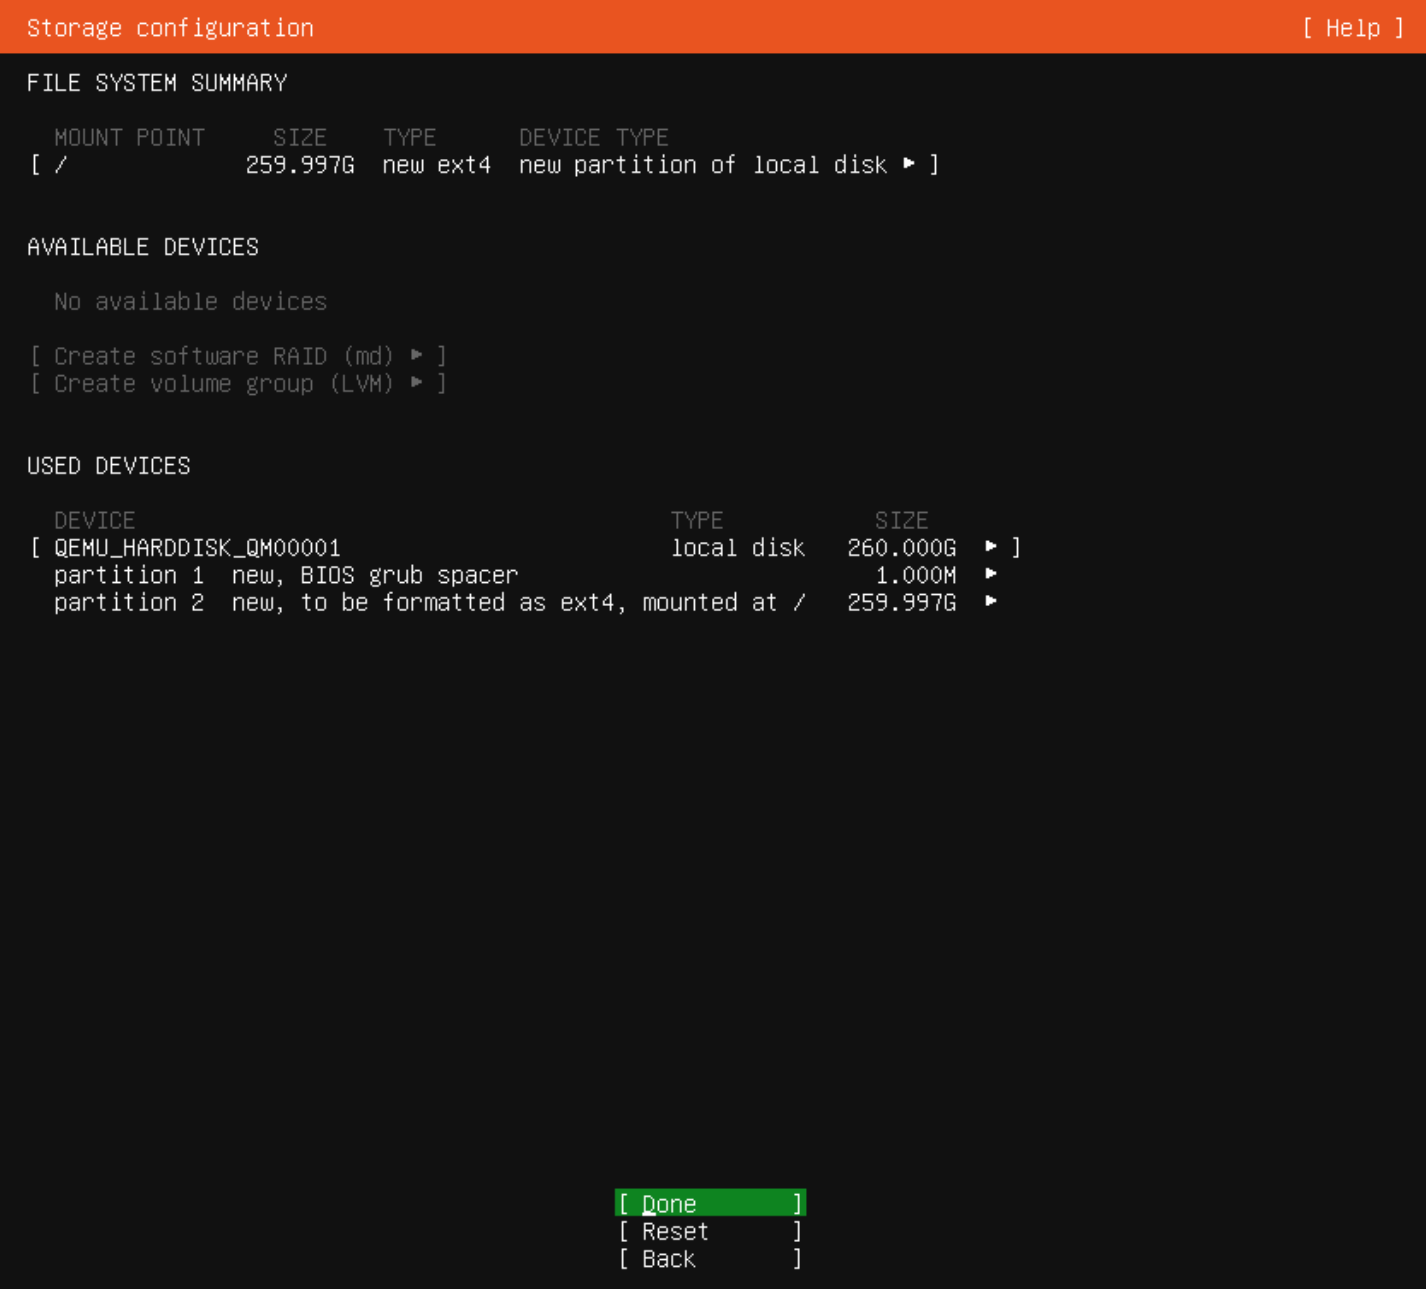 Storage configuration [ Help ]
FILE SYSTEM SUMMARY
MOUNT POINT SIZE TYPE DEVICE TYPE
[ / 259.997G new ext4 new partition of local disk ▸ ]
AVAILABLE DEVICES
No available devices
[ Create software RAID (md) ▸ ]
[ Create volume group (LVM) ▸ ]
USED DEVICES
DEVICE TYPE SIZE
[ QEMU_HARDDISK_QM00001 local disk 260.000G ▸ ]
partition 1 new, BIOS grub spacer 1.000M ▸
partition 2 new, to be formatted as ext4, mounted at / 259.997G ▸
[ Done ]
[ Reset ]
[ Back ]